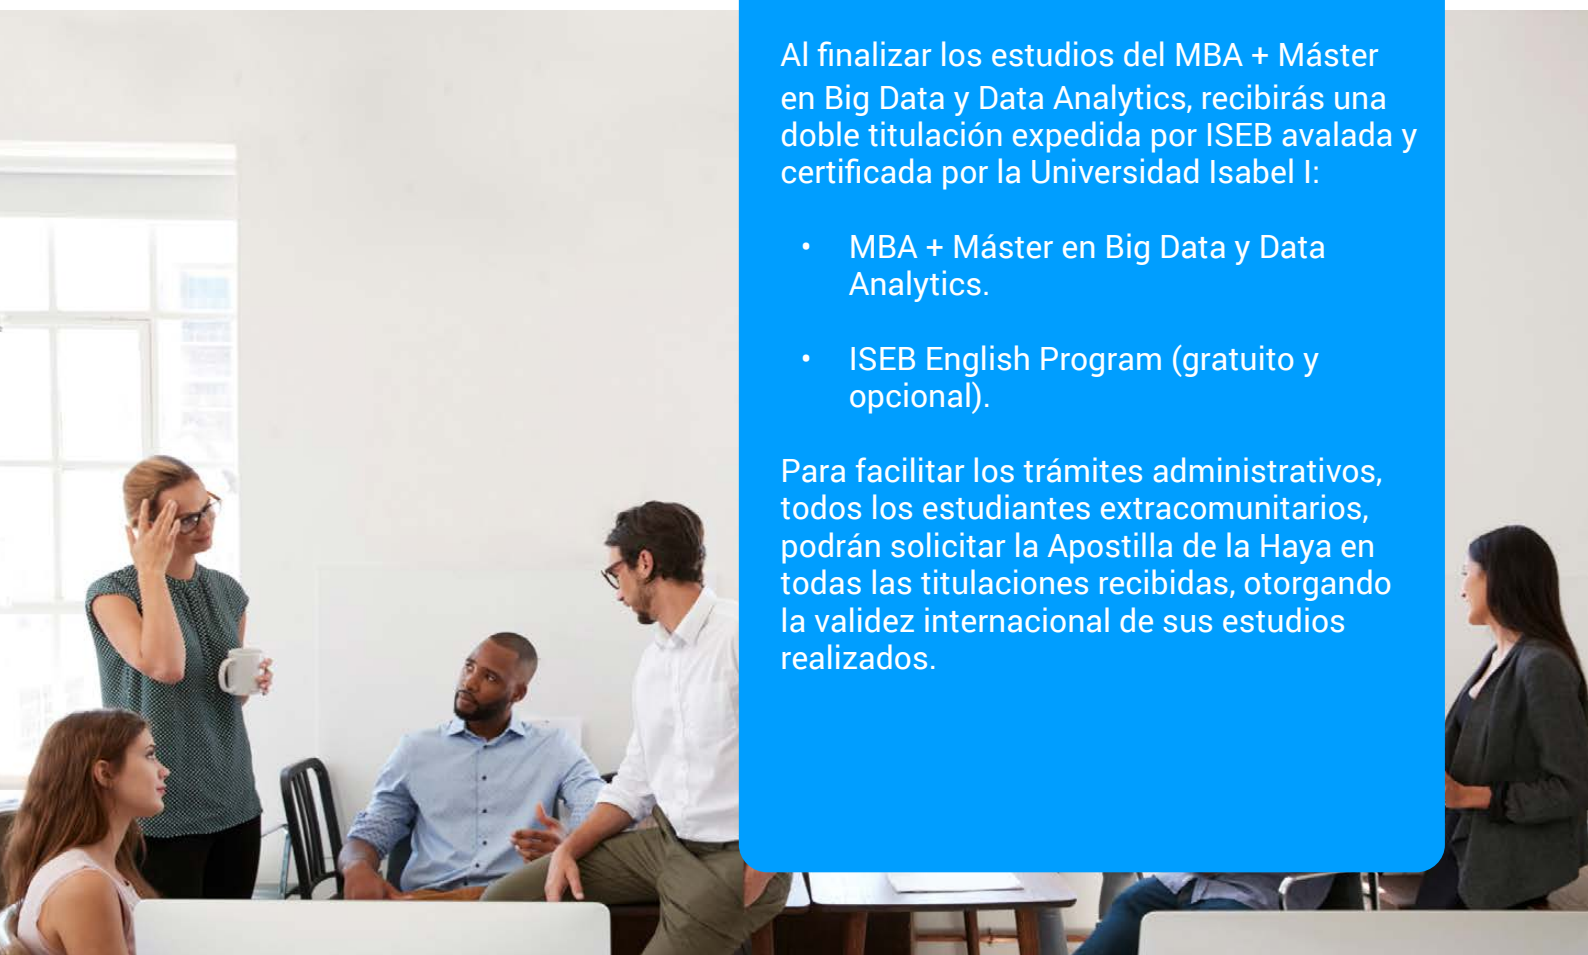 Al finalizar los estudios del MBA + Máster
en Big Data y Data Analytics, recibirás una
doble titulación expedida por ISEB avalada y
certificada por la Universidad Isabel I:
• MBA + Máster en Big Data y Data
Analytics.
• ISEB English Program (gratuito y
opcional).
Para facilitar los trámites administrativos,
todos los estudiantes extracomunitarios,
podrán solicitar la Apostilla de la Haya en
todas las titulaciones recibidas, otorgando
la validez internacional de sus estudios
realizados.